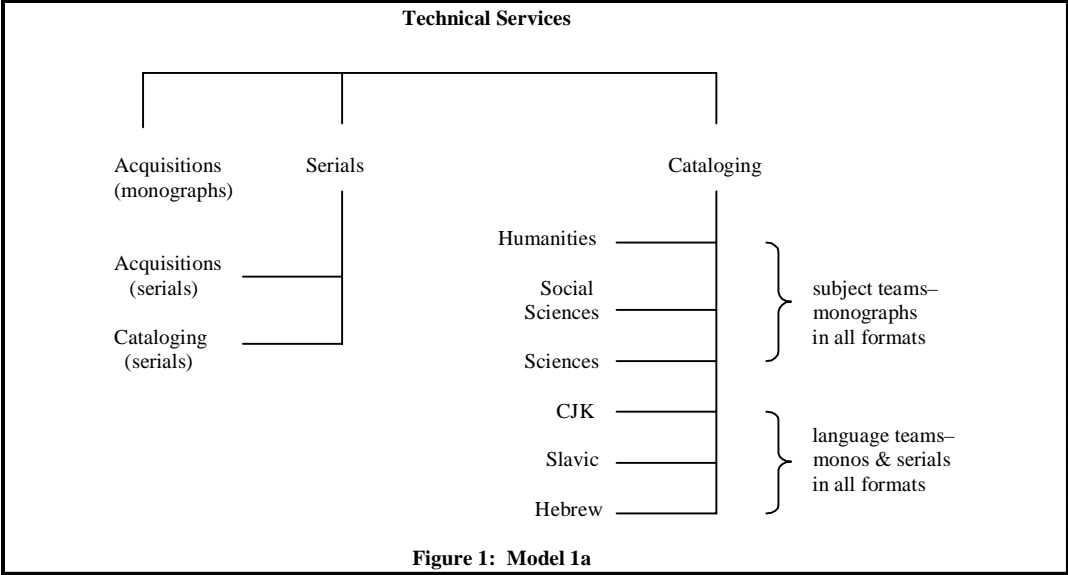 Technical Services
Acquisitions
(monographs)
Serials
Cataloging
Acquisitions
(serials)
Cataloging
(serials)
Humanities
Social
Sciences
Sciences
CJK
Slavic
Hebrew
subject teams–
monographs
in all formats
language teams–
monos & serials
in all formats
Figure 1: Model 1a